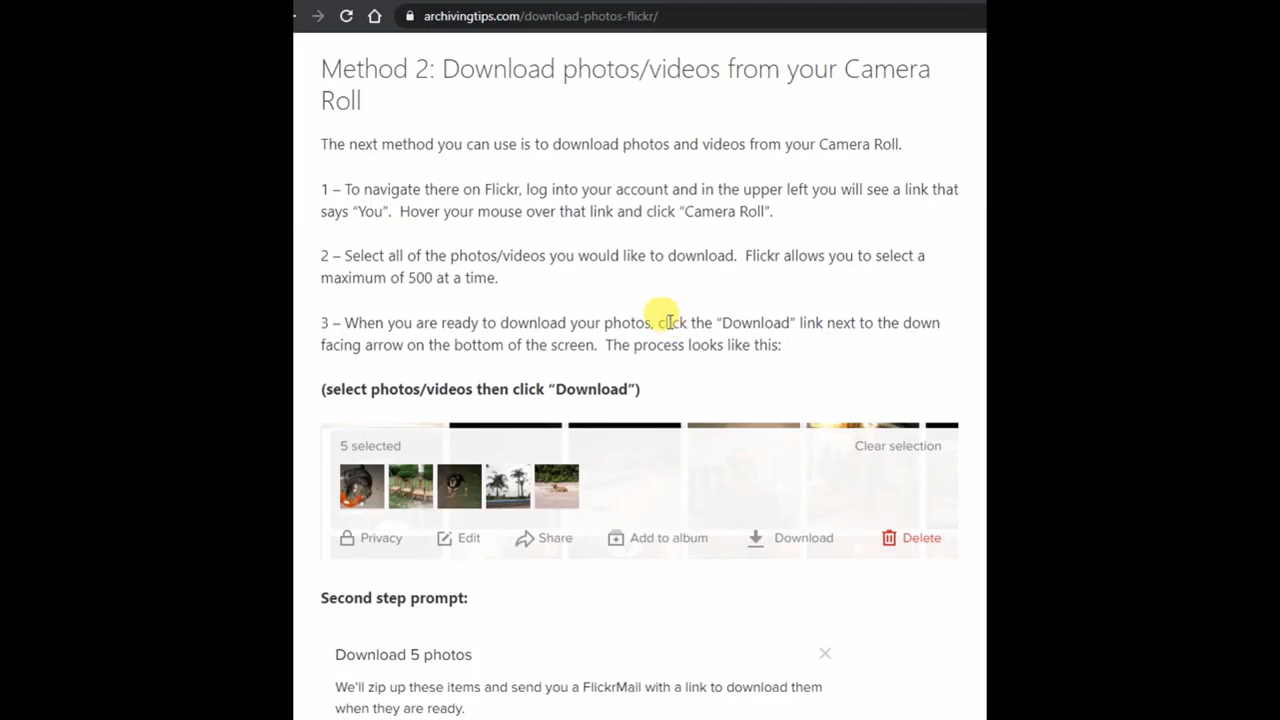 archivingtips.com/download-photos-flickr/
Method 2: Download photos/videos from your Camera
Roll
The next method you can use is to download photos and videos from your Camera Roll.
1 – To navigate there on Flickr, log into your account and in the upper left you will see a link that
says “You”.  Hover your mouse over that link and click “Camera Roll”.
2 – Select all of the photos/videos you would like to download.  Flickr allows you to select a
maximum of 500 at a time.
3 – When you are ready to download your photos, click the “Download” link next to the down
facing arrow on the bottom of the screen.  The process looks like this:
(select photos/videos then click “Download”)
5 selected Clear selection
Privacy Edit Share Add to album Download Delete
Second step prompt:
Download 5 photos
We'll zip up these items and send you a FlickrMail with a link to download them
when they are ready.